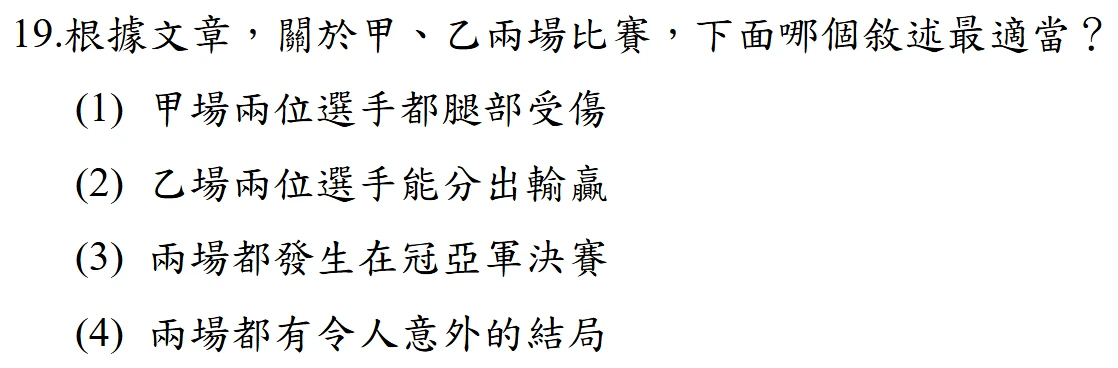 19.根據文章，關於甲、乙兩場比賽，下面哪個敘述最適當？
(1) 甲場兩位選手都腿部受傷
(2) 乙場兩位選手能分出輸贏
(3) 兩場都發生在冠亞軍決賽
(4) 兩場都有令人意外的結局